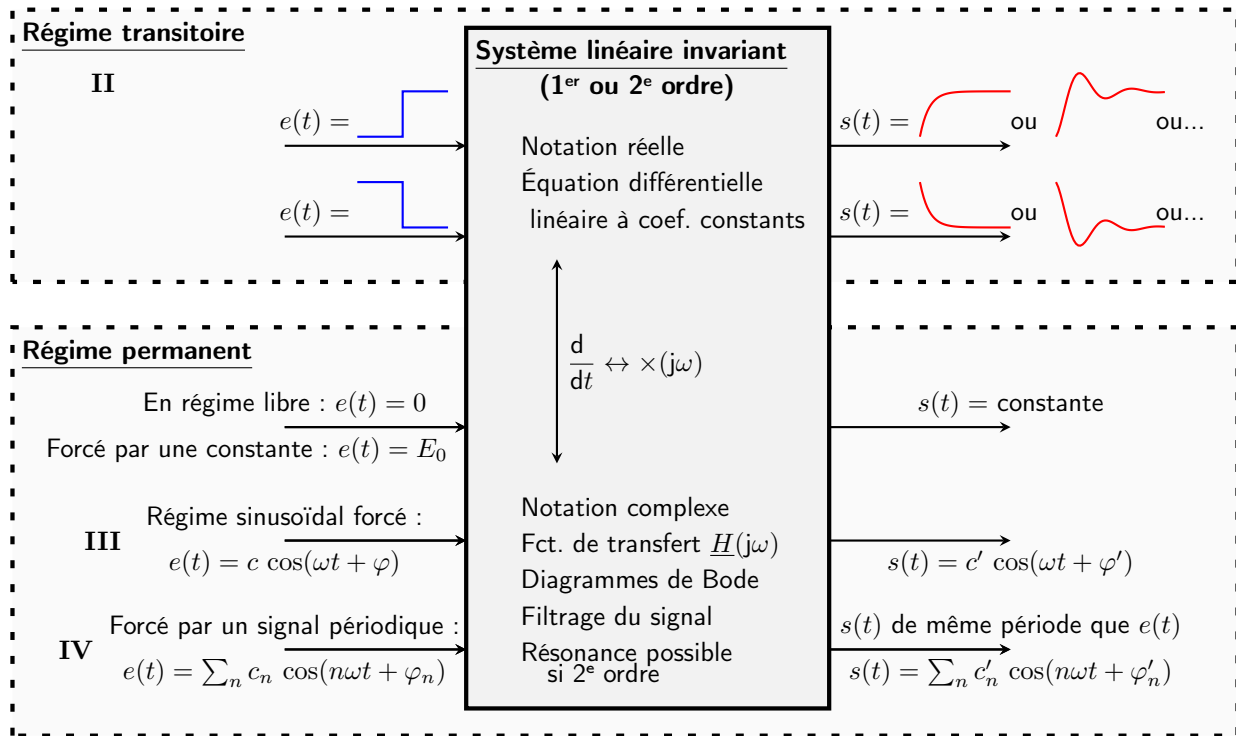 Régime transitoire
II
e(t) =
e(t) =
Système linéaire invariant
(1ᵉʳ ou 2ᵉ ordre)
Notation réelle
Équation différentielle
linéaire à coef. constants
d/dt ↔ ×(jω)
Notation complexe
Fct. de transfert H(jω)
Diagrammes de Bode
Filtrage du signal
Résonance possible
si 2ᵉ ordre
s(t) = ou ou...
s(t) = ou ou...
Régime permanent
En régime libre : e(t) = 0
Forcé par une constante : e(t) = E₀
s(t) = constante
III
Régime sinusoïdal forcé :
e(t) = c cos(ωt + φ)
s(t) = c′ cos(ωt + φ′)
IV
Forcé par un signal périodique :
e(t) = ∑ₙ cₙ cos(nωt + φₙ)
s(t) de même période que e(t)
s(t) = ∑ₙ c′ₙ cos(nωt + φ′ₙ)